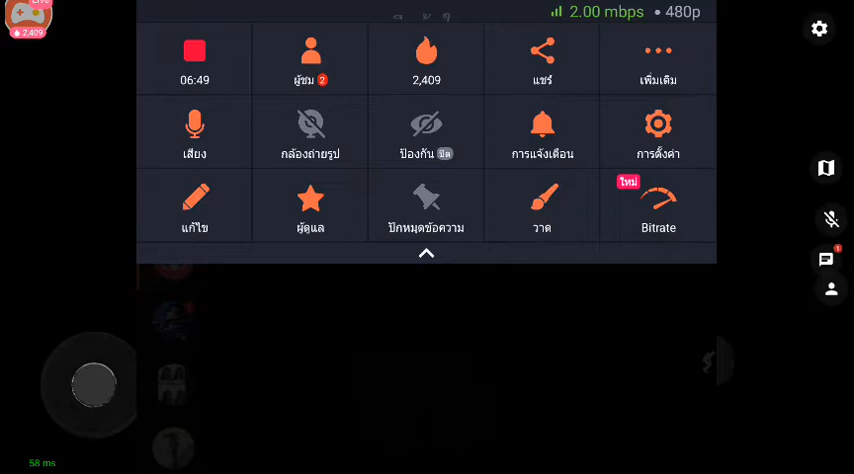 Live
2,409
2.00 mbps • 480p
06:49
ผู้ชม 2
2,409
แชร์
เพิ่มเติม
เสียง
กล้องถ่ายรูป
ป้องกัน ปิด
การแจ้งเตือน
การตั้งค่า
แก้ไข
ผู้ดูแล
ปักหมุดข้อความ
วาด
ใหม่
Bitrate
1
58 ms